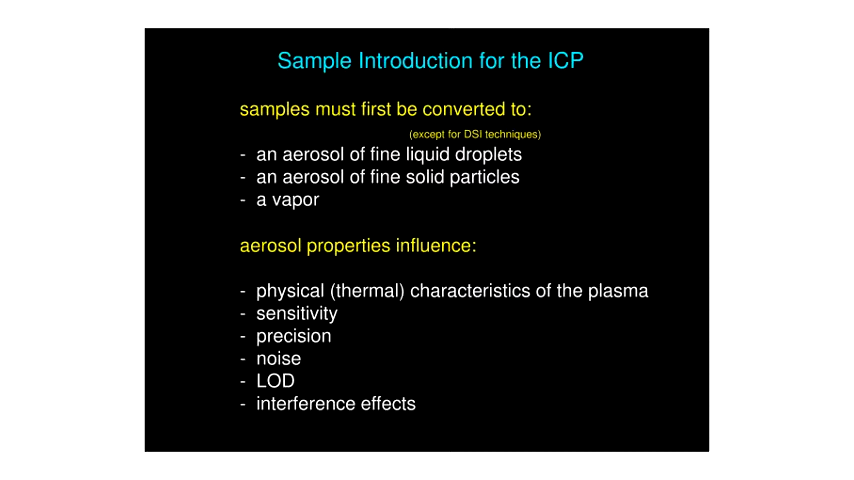 Sample Introduction for the ICP
samples must first be converted to:
(except for DSI techniques)
- an aerosol of fine liquid droplets
- an aerosol of fine solid particles
- a vapor
aerosol properties influence:
- physical (thermal) characteristics of the plasma
- sensitivity
- precision
- noise
- LOD
- interference effects